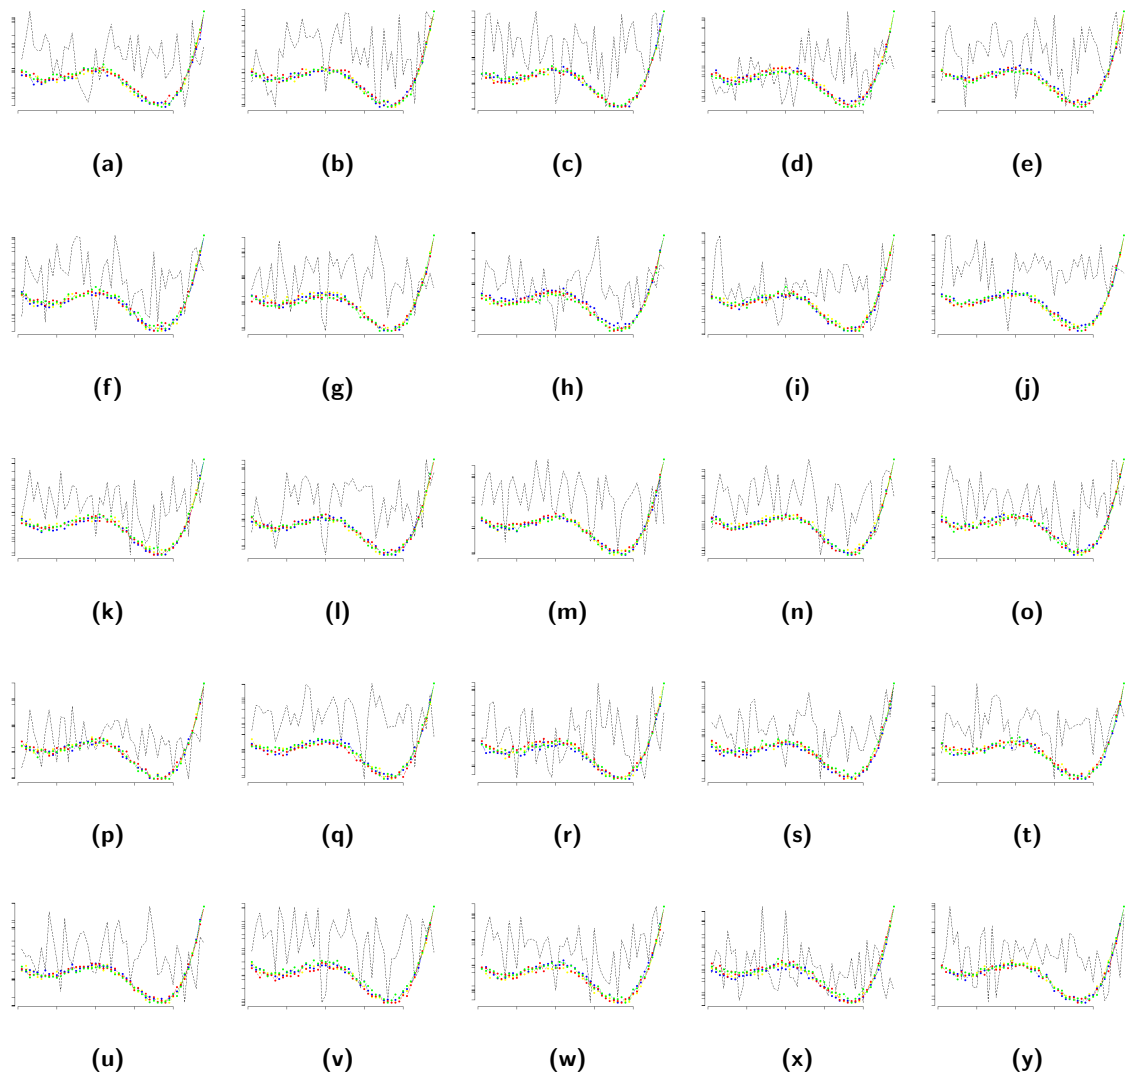 (a) (b) (c) (d) (e)
(f) (g) (h) (i) (j)
(k) (l) (m) (n) (o)
(p) (q) (r) (s) (t)
(u) (v) (w) (x) (y)